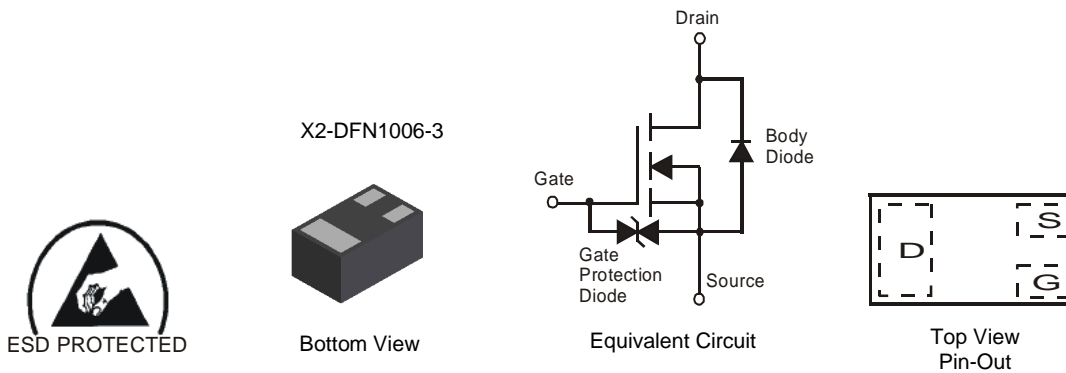 Drain
X2-DFN1006-3
Body
Diode
Gate
S
D
Gate
Protection
Diode
Source
G
ESD PROTECTED
Bottom View
Equivalent Circuit
Top View
Pin-Out